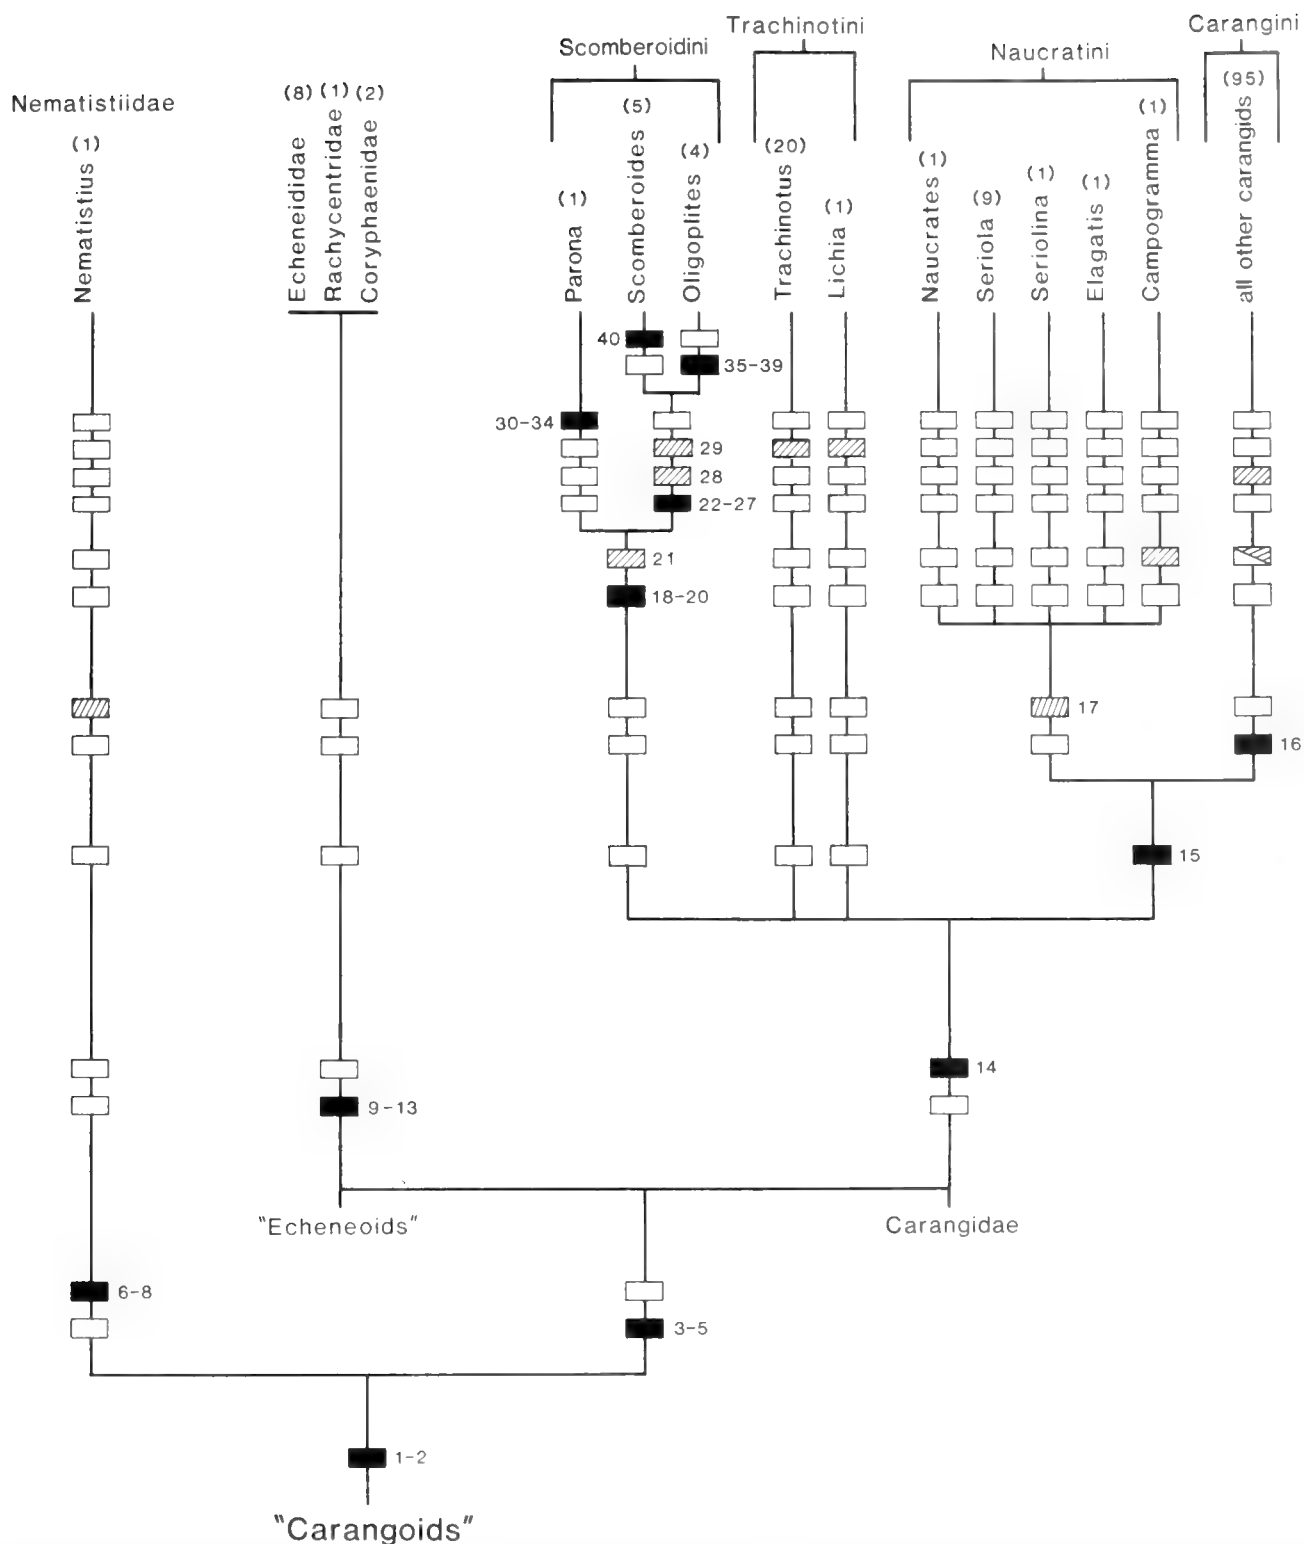 Trachinotini
Carangini
Scomberoidini
Naucratini
Nematistiidae
(1)
Nematistius
(8)
Echeneididae
(1)
Rachycentridae
(2)
Coryphaenidae
(1)
Parona
(5)
Scomberoides
(4)
Oligoplites
(20)
Trachinotus
(1)
Lichia
(1)
Naucrates
(9)
Seriola
(1)
Seriolina
(1)
Elagatis
(1)
Campogramma
(95)
all other carangids
40
35-39
30-34
29
28
22-27
21
18-20
17
16
15
14
9-13
"Echeneoids"
Carangidae
6-8
3-5
1-2
"Carangoids"